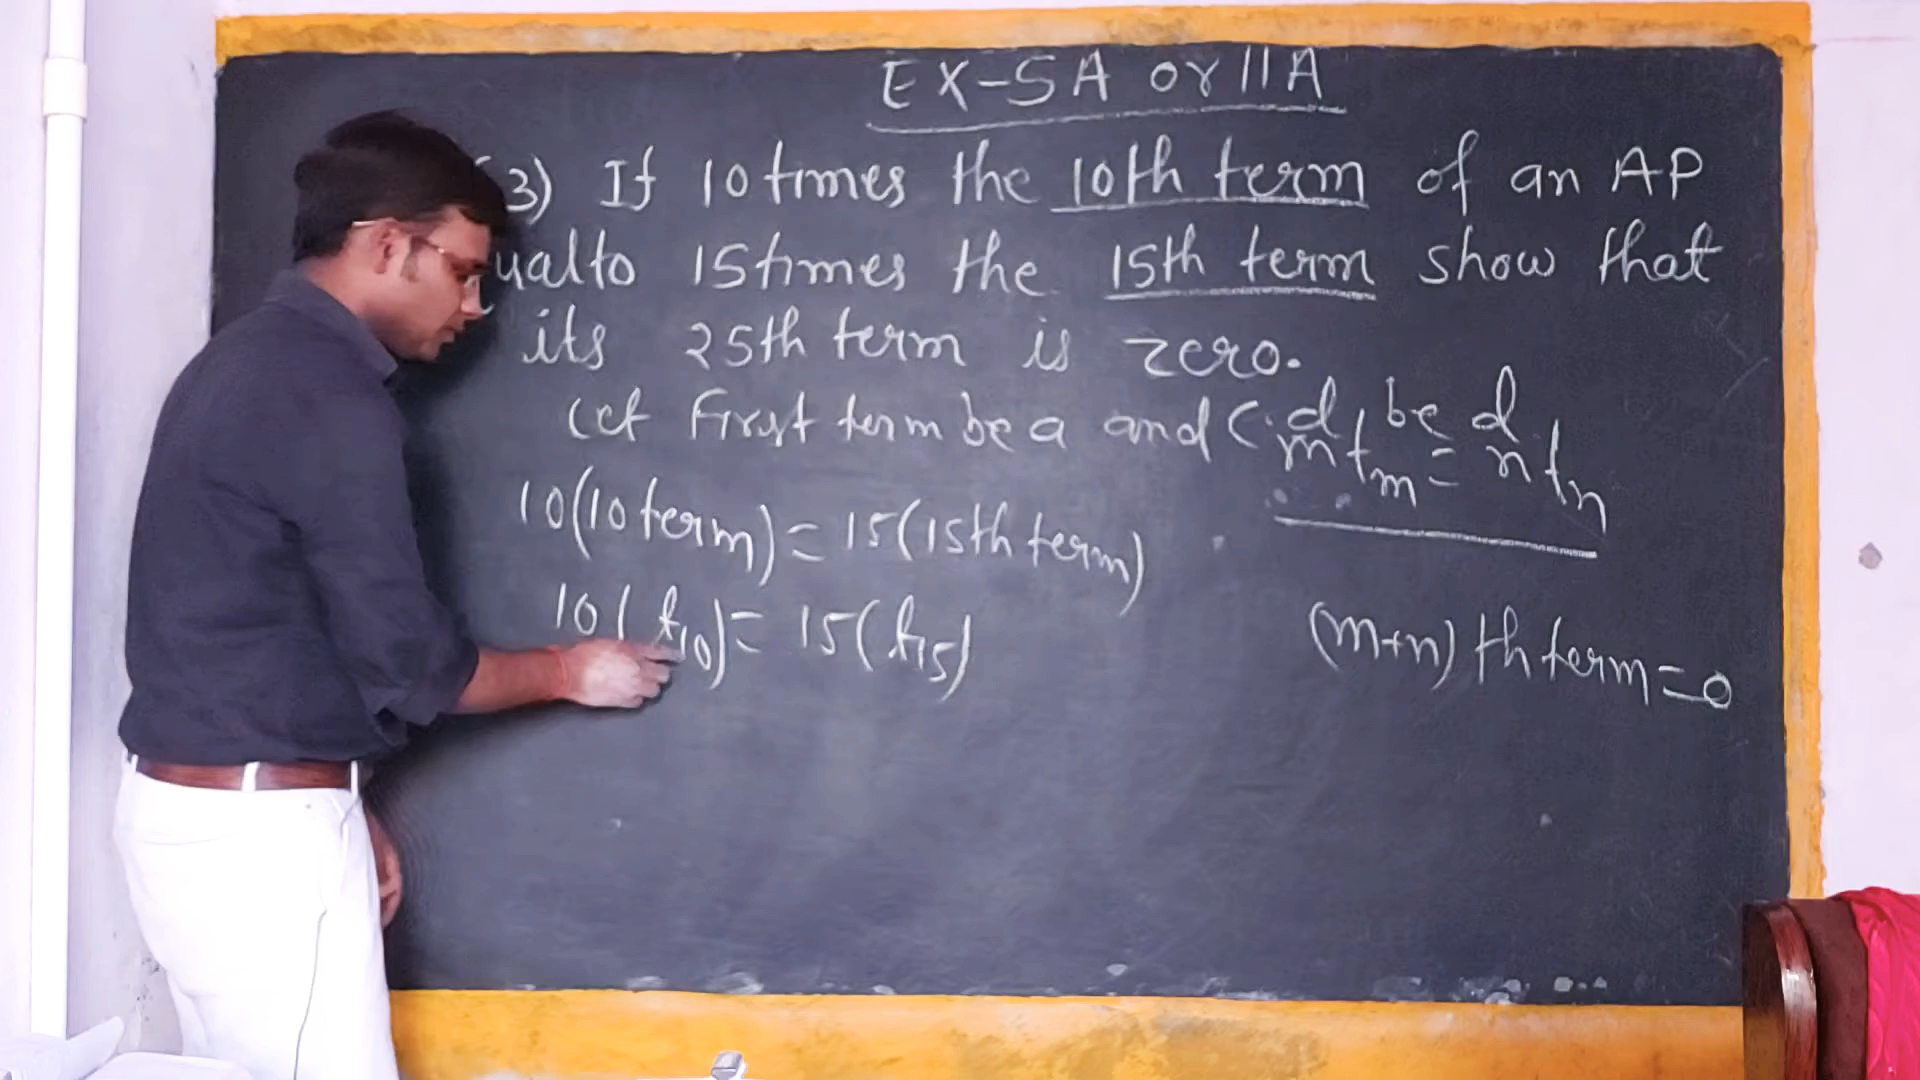 EX-5A or 11A
3) If 10 times the 10th term of an AP
ualto 15 times the 15th term show that
its 25th term is zero.
let First term be a and C.d be d
mtm = ntn
10(10 term) = 15(15th term)
10(t10) = 15(t15)
(m+n)th term = 0